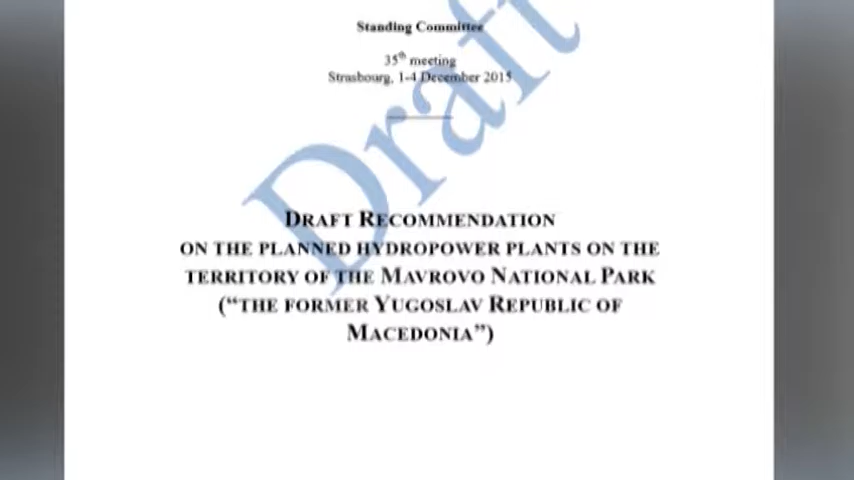 Standing Committee
35th meeting
Strasbourg, 1-4 December 2015
Draft
DRAFT RECOMMENDATION
ON THE PLANNED HYDROPOWER PLANTS ON THE
TERRITORY OF THE MAVROVO NATIONAL PARK
(“THE FORMER YUGOSLAV REPUBLIC OF
MACEDONIA”)